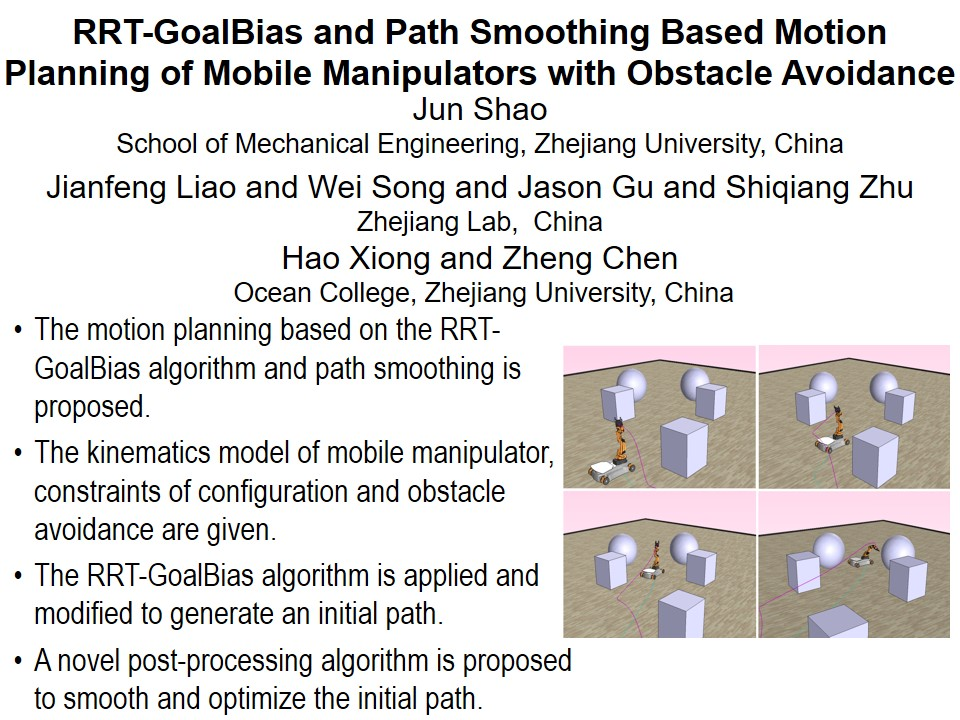 RRT-GoalBias and Path Smoothing Based Motion
Planning of Mobile Manipulators with Obstacle Avoidance
Jun Shao
School of Mechanical Engineering, Zhejiang University, China
Jianfeng Liao and Wei Song and Jason Gu and Shiqiang Zhu
Zhejiang Lab,  China
Hao Xiong and Zheng Chen
Ocean College, Zhejiang University, China
• The motion planning based on the RRT-
GoalBias algorithm and path smoothing is
proposed.
• The kinematics model of mobile manipulator,
constraints of configuration and obstacle
avoidance are given.
• The RRT-GoalBias algorithm is applied and
modified to generate an initial path.
• A novel post-processing algorithm is proposed
to smooth and optimize the initial path.